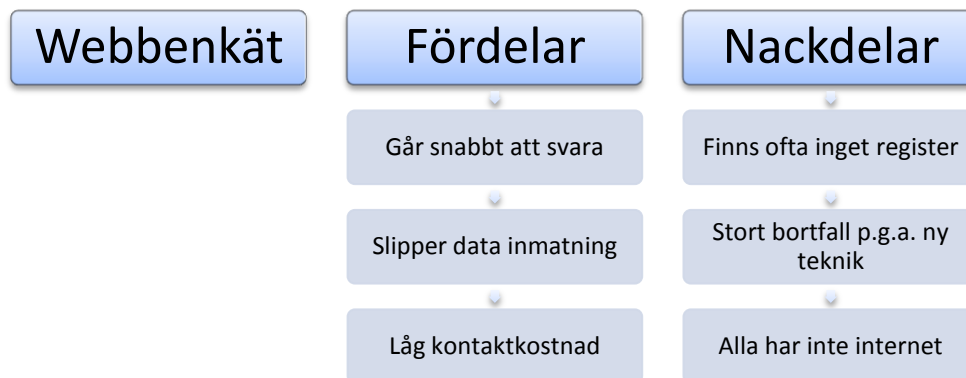 Webbenkät
Fördelar
Går snabbt att svara
Slipper data inmatning
Låg kontaktkostnad
Nackdelar
Finns ofta inget register
Stort bortfall p.g.a. ny
teknik
Alla har inte internet